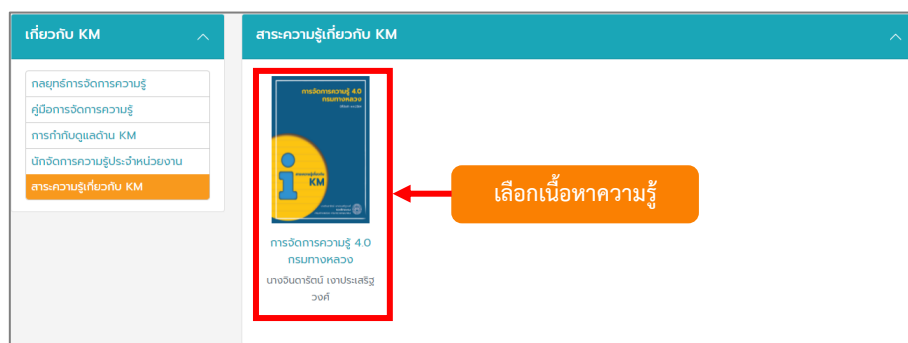 เกี่ยวกับ KM
กลยุทธ์การจัดการความรู้
คู่มือการจัดการความรู้
การกำกับดูแลด้าน KM
นักจัดการความรู้ประจำหน่วยงาน
สาระความรู้เกี่ยวกับ KM
สาระความรู้เกี่ยวกับ KM
การจัดการความรู้ 4.0
กรมทางหลวง
KM
การจัดการความรู้ 4.0
กรมทางหลวง
นางจินดารัตน์ เงาประเสริฐ
วงศ์
เลือกเนื้อหาความรู้